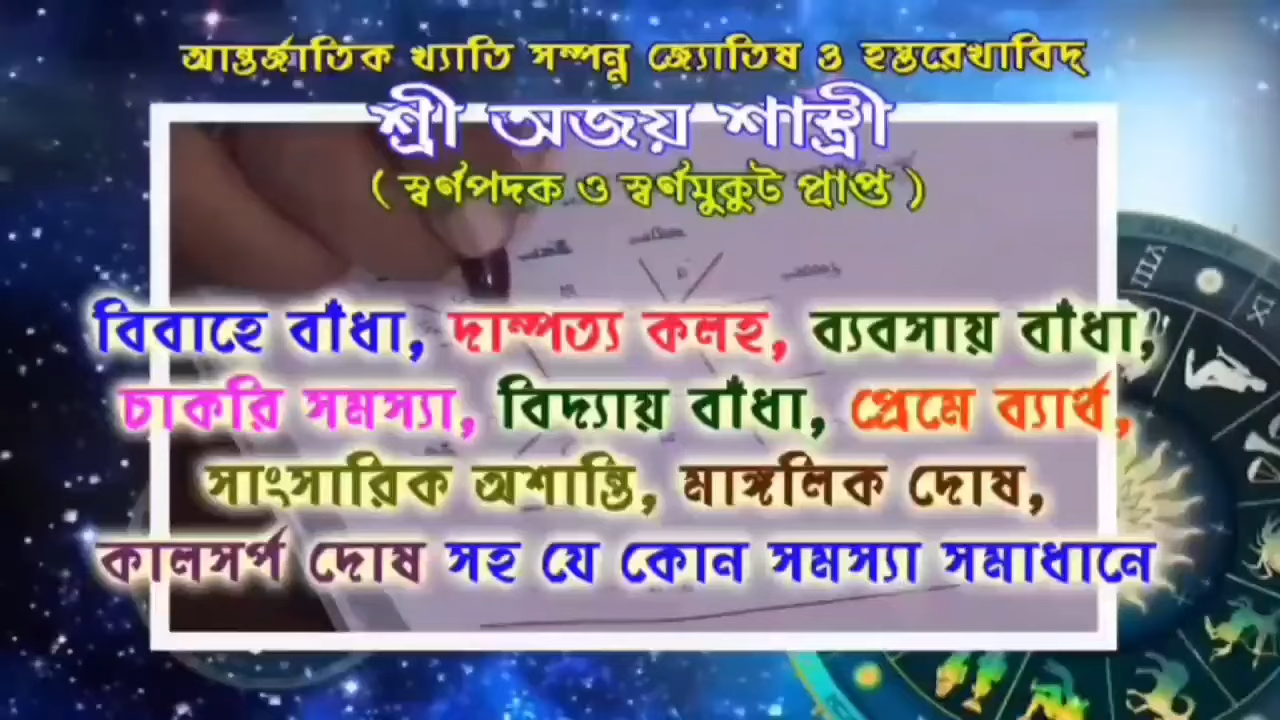 আন্তর্জাতিক খ্যাতি সম্পন্ন জ্যোতিষ ও হস্তরেখাবিদ্
শ্রী অজয় শাস্ত্রী
( স্বর্ণপদক ও স্বর্ণমুকুট প্রাপ্ত )
বিবাহে বাঁধা, দাম্পত্য কলহ, ব্যবসায় বাঁধা,
চাকরি সমস্যা, বিদ্যায় বাঁধা, প্রেমে ব্যার্থ,
সাংসারিক অশান্তি, মাঙ্গলিক দোষ,
কালসর্প দোষ সহ যে কোন সমস্যা সমাধানে